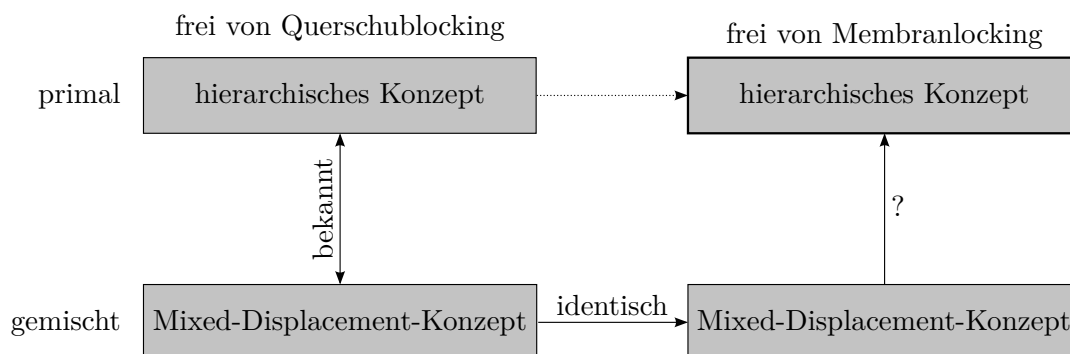 frei von Querschublocking
frei von Membranlocking
primal
hierarchisches Konzept
hierarchisches Konzept
bekannt
?
gemischt
Mixed-Displacement-Konzept
identisch
Mixed-Displacement-Konzept